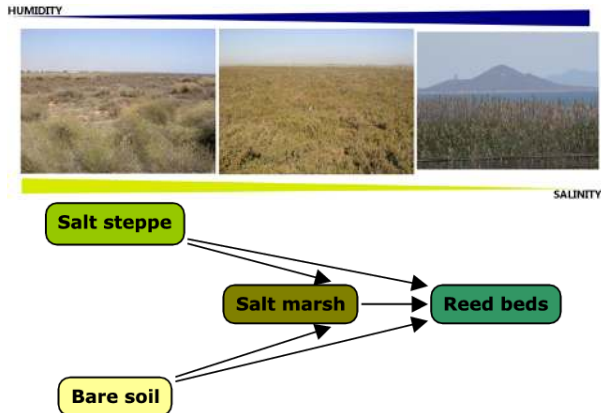 HUMIDITY
SALINITY
Salt steppe
Salt marsh
Reed beds
Bare soil